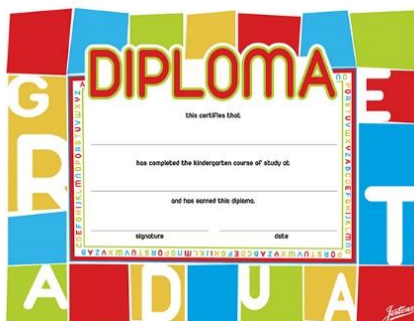 DIPLOMA
this certifies that
has completed the kindergarten course of study at
and has earned this diploma.
signature date
G
R
A
D
U
A
T
E
Jostens